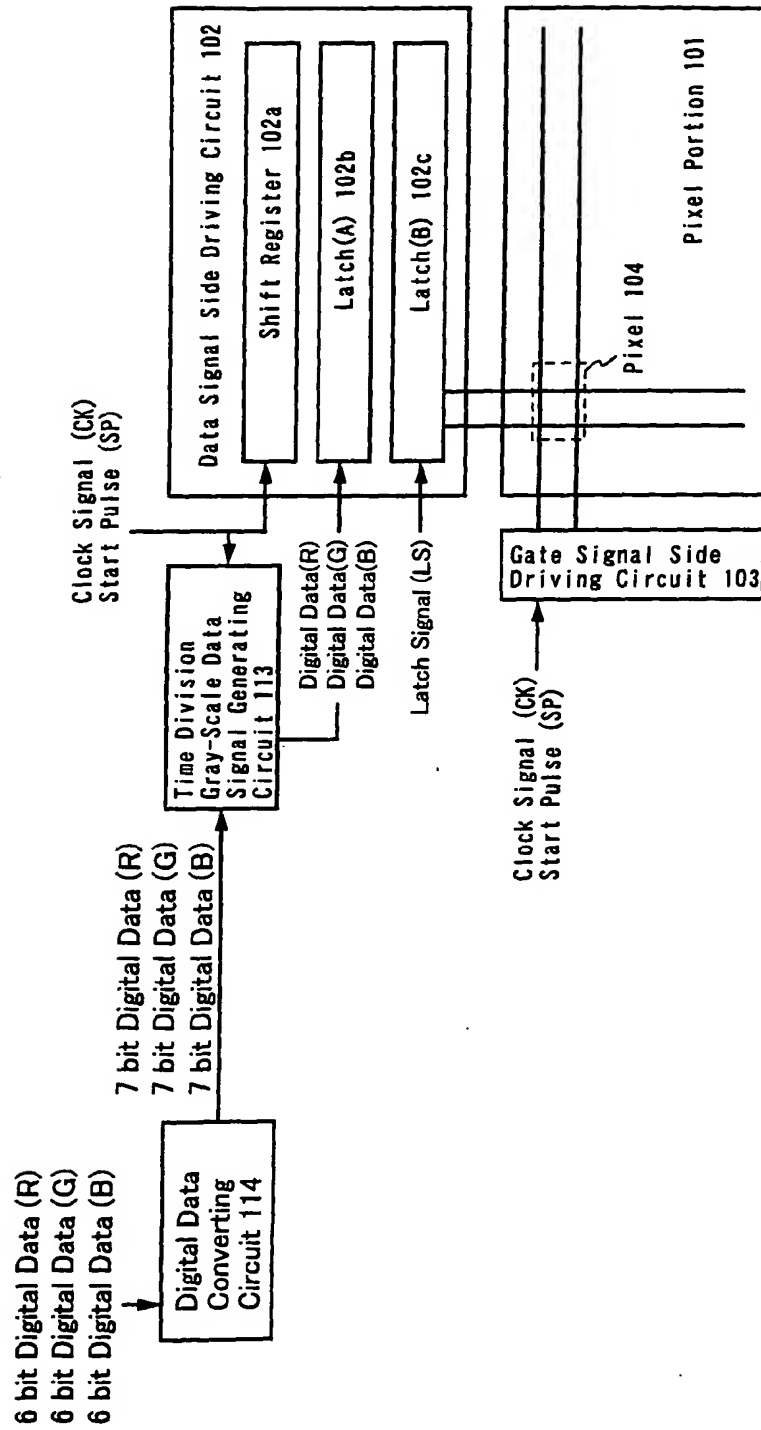 6 bit Digital Data (R)
6 bit Digital Data (G)
6 bit Digital Data (B)
Digital Data
Converting
Circuit 114
7 bit Digital Data (R)
7 bit Digital Data (G)
7 bit Digital Data (B)
Time Division
Gray-Scale Data
Signal Generating
Circuit 113
Clock Signal (CK)
Start Pulse (SP)
Digital Data(R)
Digital Data(G)
Digital Data(B)
Latch Signal (LS)
Data Signal Side Driving Circuit 102
Shift Register 102a
Latch(A) 102b
Latch(B) 102c
Clock Signal (CK)
Start Pulse (SP)
Gate Signal Side
Driving Circuit 103
Pixel 104
Pixel Portion 101